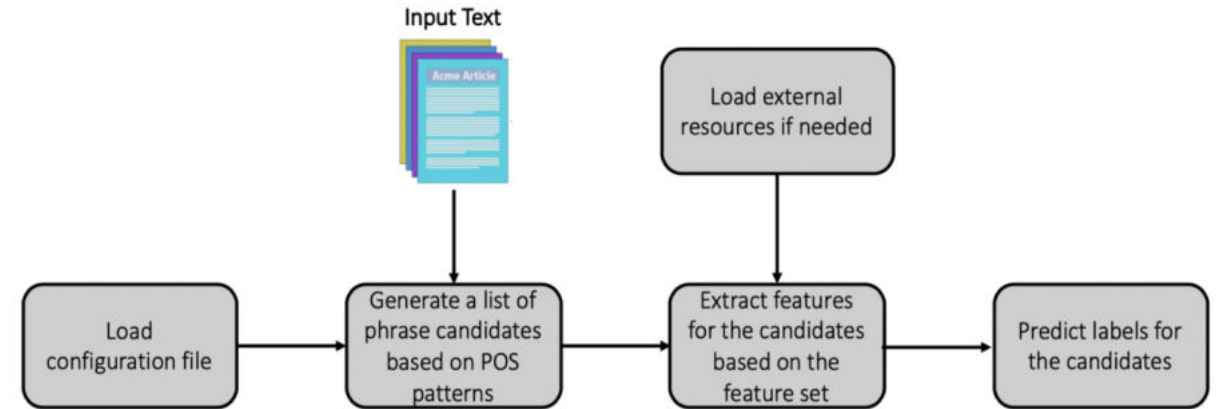 Input Text
Acme Article
Load external
resources if needed
Load
configuration file
Generate a list of
phrase candidates
based on POS
patterns
Extract features
for the candidates
based on the
feature set
Predict labels for
the candidates